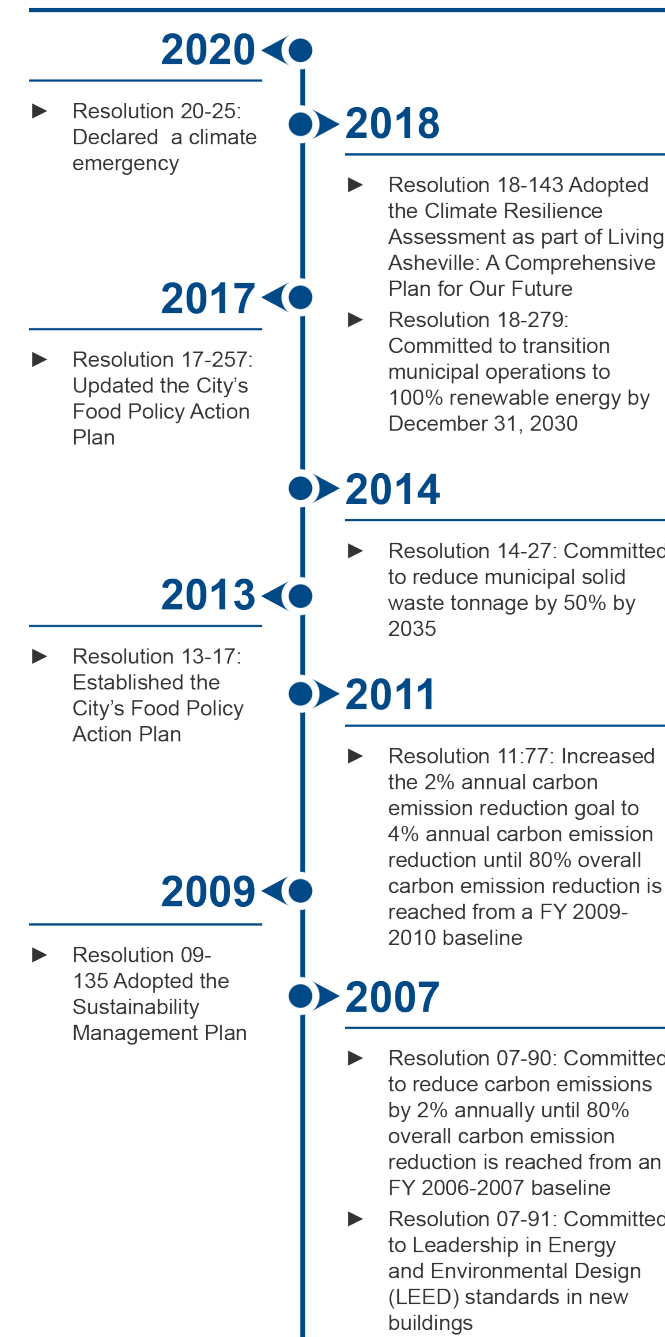 2020
► Resolution 20-25:
Declared a climate
emergency
2018
► Resolution 18-143 Adopted
the Climate Resilience
Assessment as part of Living
Asheville: A Comprehensive
Plan for Our Future
► Resolution 18-279:
Committed to transition
municipal operations to
100% renewable energy by
December 31, 2030
2017
► Resolution 17-257:
Updated the City’s
Food Policy Action
Plan
2014
► Resolution 14-27: Committed
to reduce municipal solid
waste tonnage by 50% by
2035
2013
► Resolution 13-17:
Established the
City’s Food Policy
Action Plan
2011
► Resolution 11:77: Increased
the 2% annual carbon
emission reduction goal to
4% annual carbon emission
reduction until 80% overall
carbon emission reduction is
reached from a FY 2009-
2010 baseline
2009
► Resolution 09-
135 Adopted the
Sustainability
Management Plan
2007
► Resolution 07-90: Committed
to reduce carbon emissions
by 2% annually until 80%
overall carbon emission
reduction is reached from an
FY 2006-2007 baseline
► Resolution 07-91: Committed
to Leadership in Energy
and Environmental Design
(LEED) standards in new
buildings